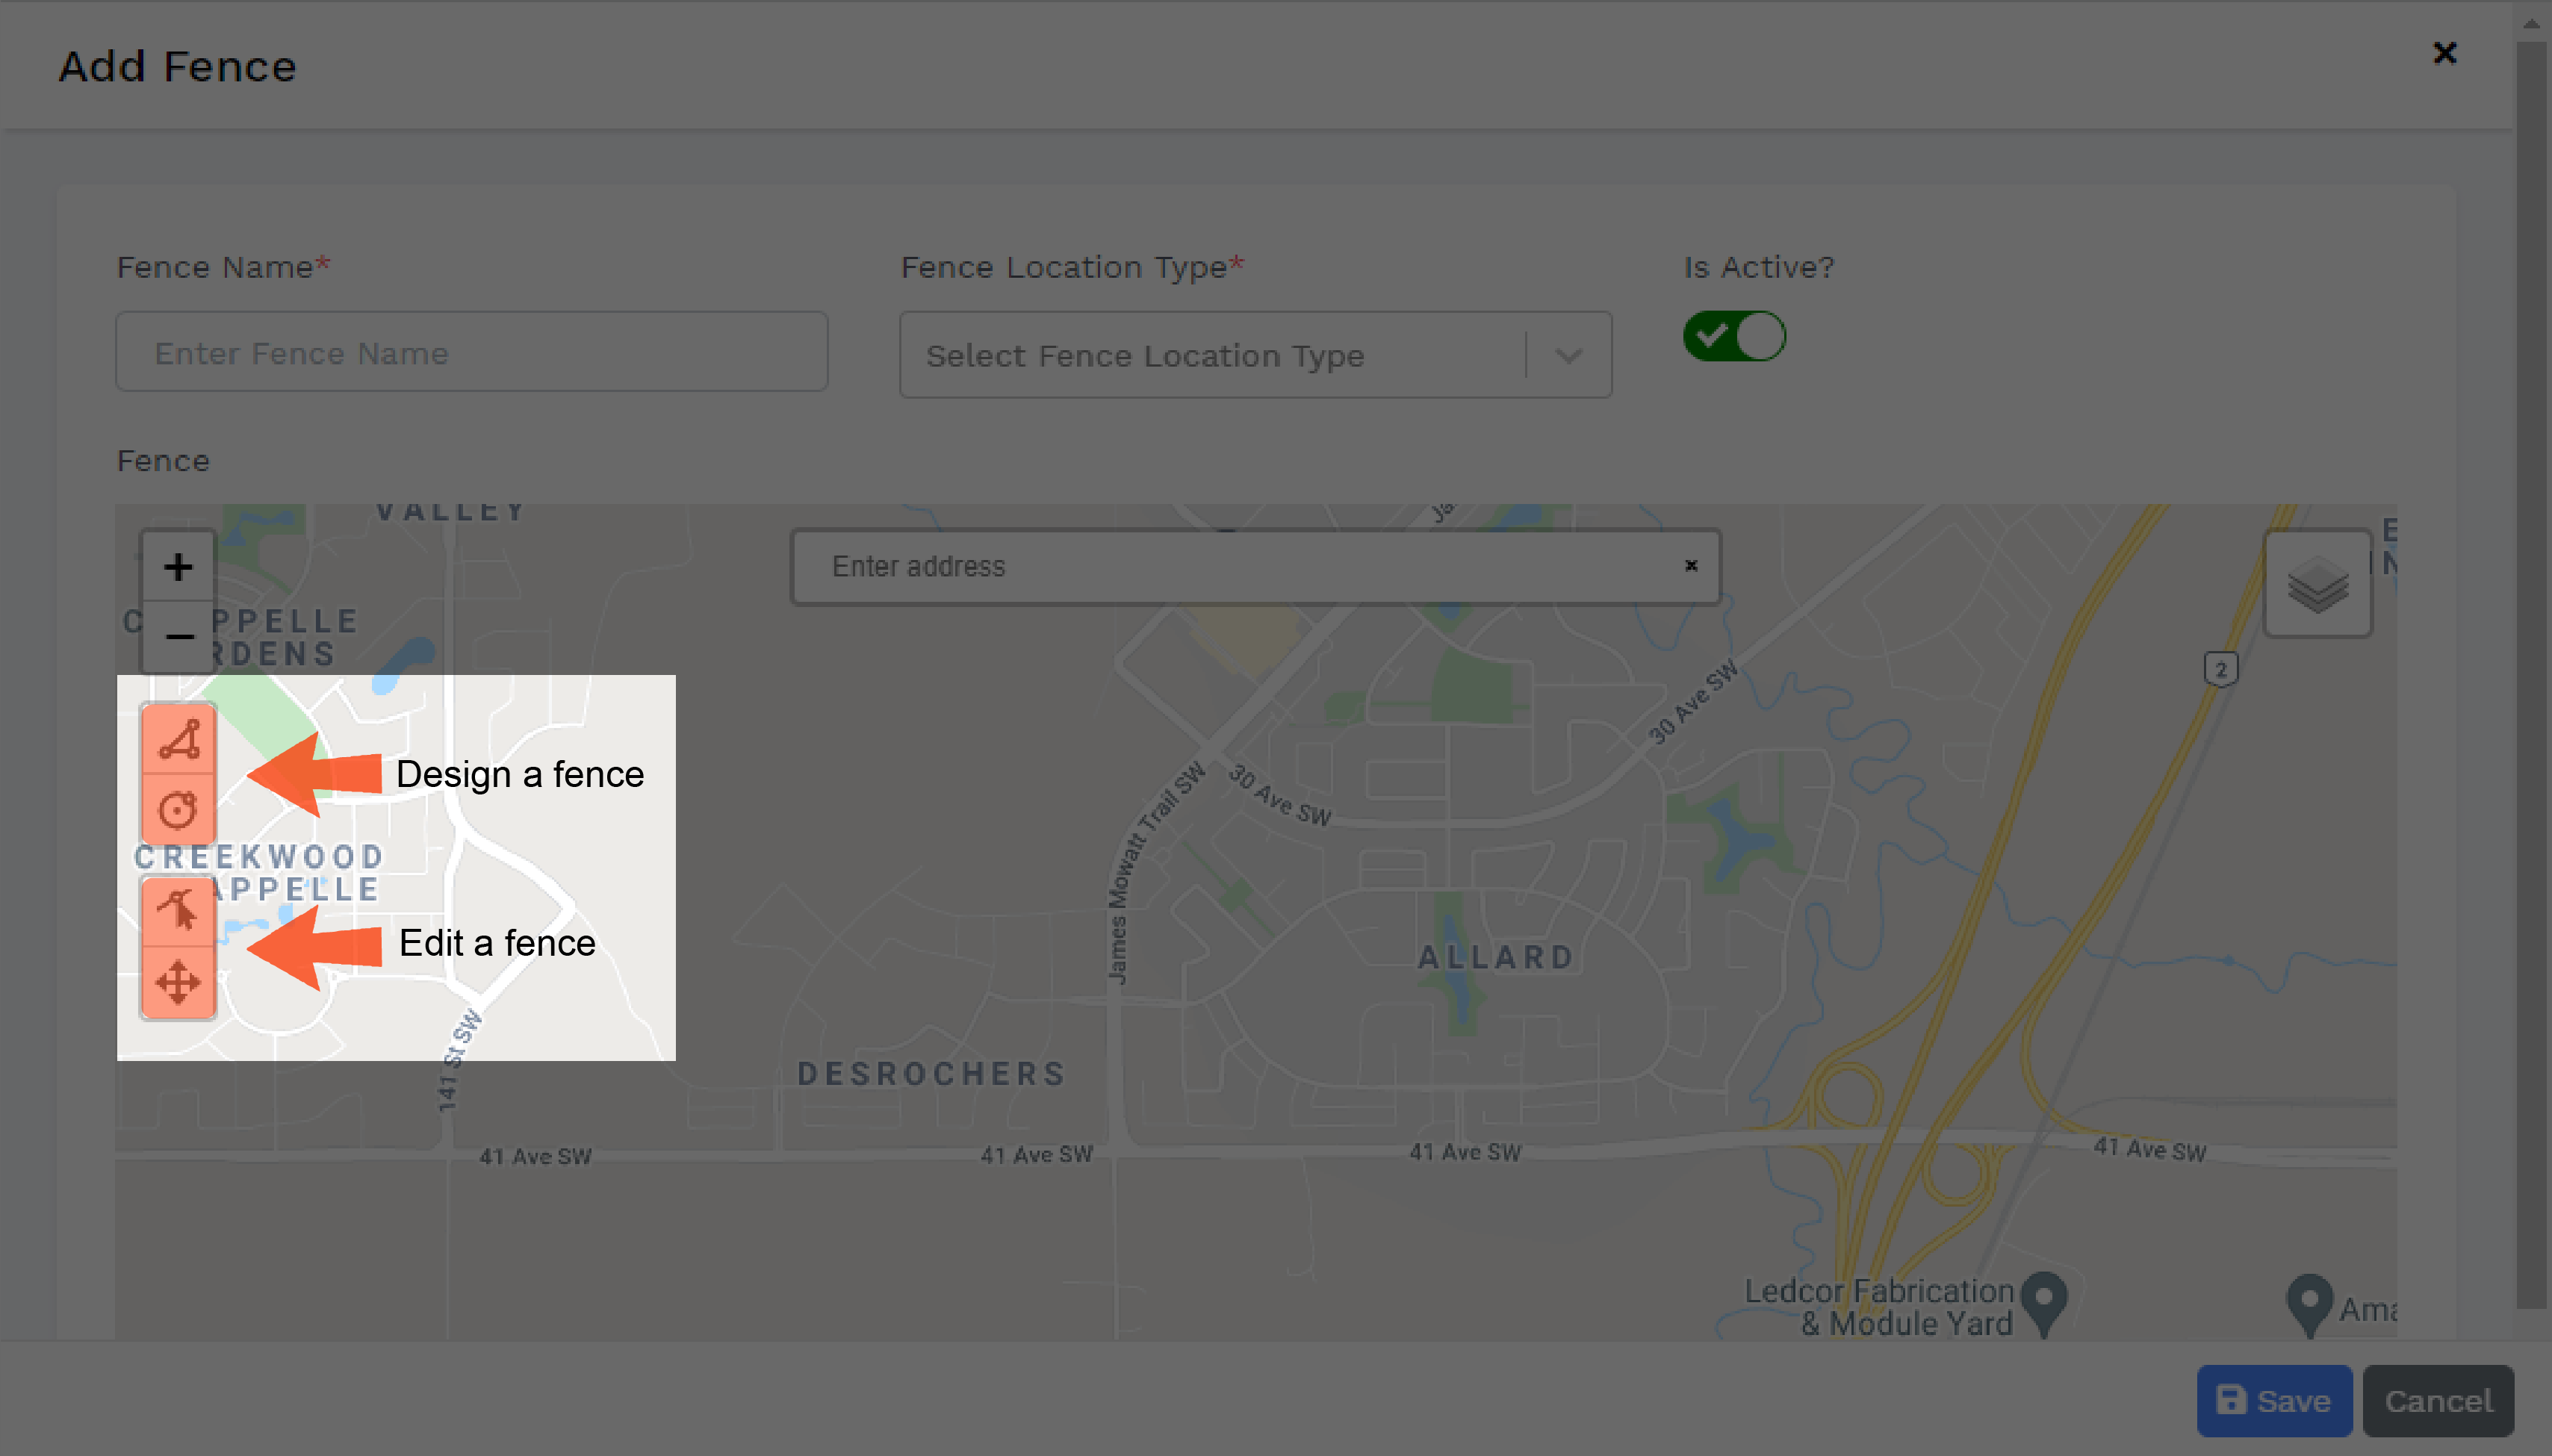 Add Fence
Fence Name*
Fence Location Type*
Is Active?
Enter Fence Name
Select Fence Location Type
Fence
VALLEY
Enter address
PPELLE
RDENS
2
30 Ave SW
Design a fence
30 Ave SW
James Mowatt Trail SW
CREEKWOOD
APPELLE
Edit a fence
ALLARD
141 St SW
DESROCHERS
41 Ave SW
41 Ave SW
41 Ave SW
41 Ave SW
Ledcor Fabrication
& Module Yard
Ama
Save
Cancel